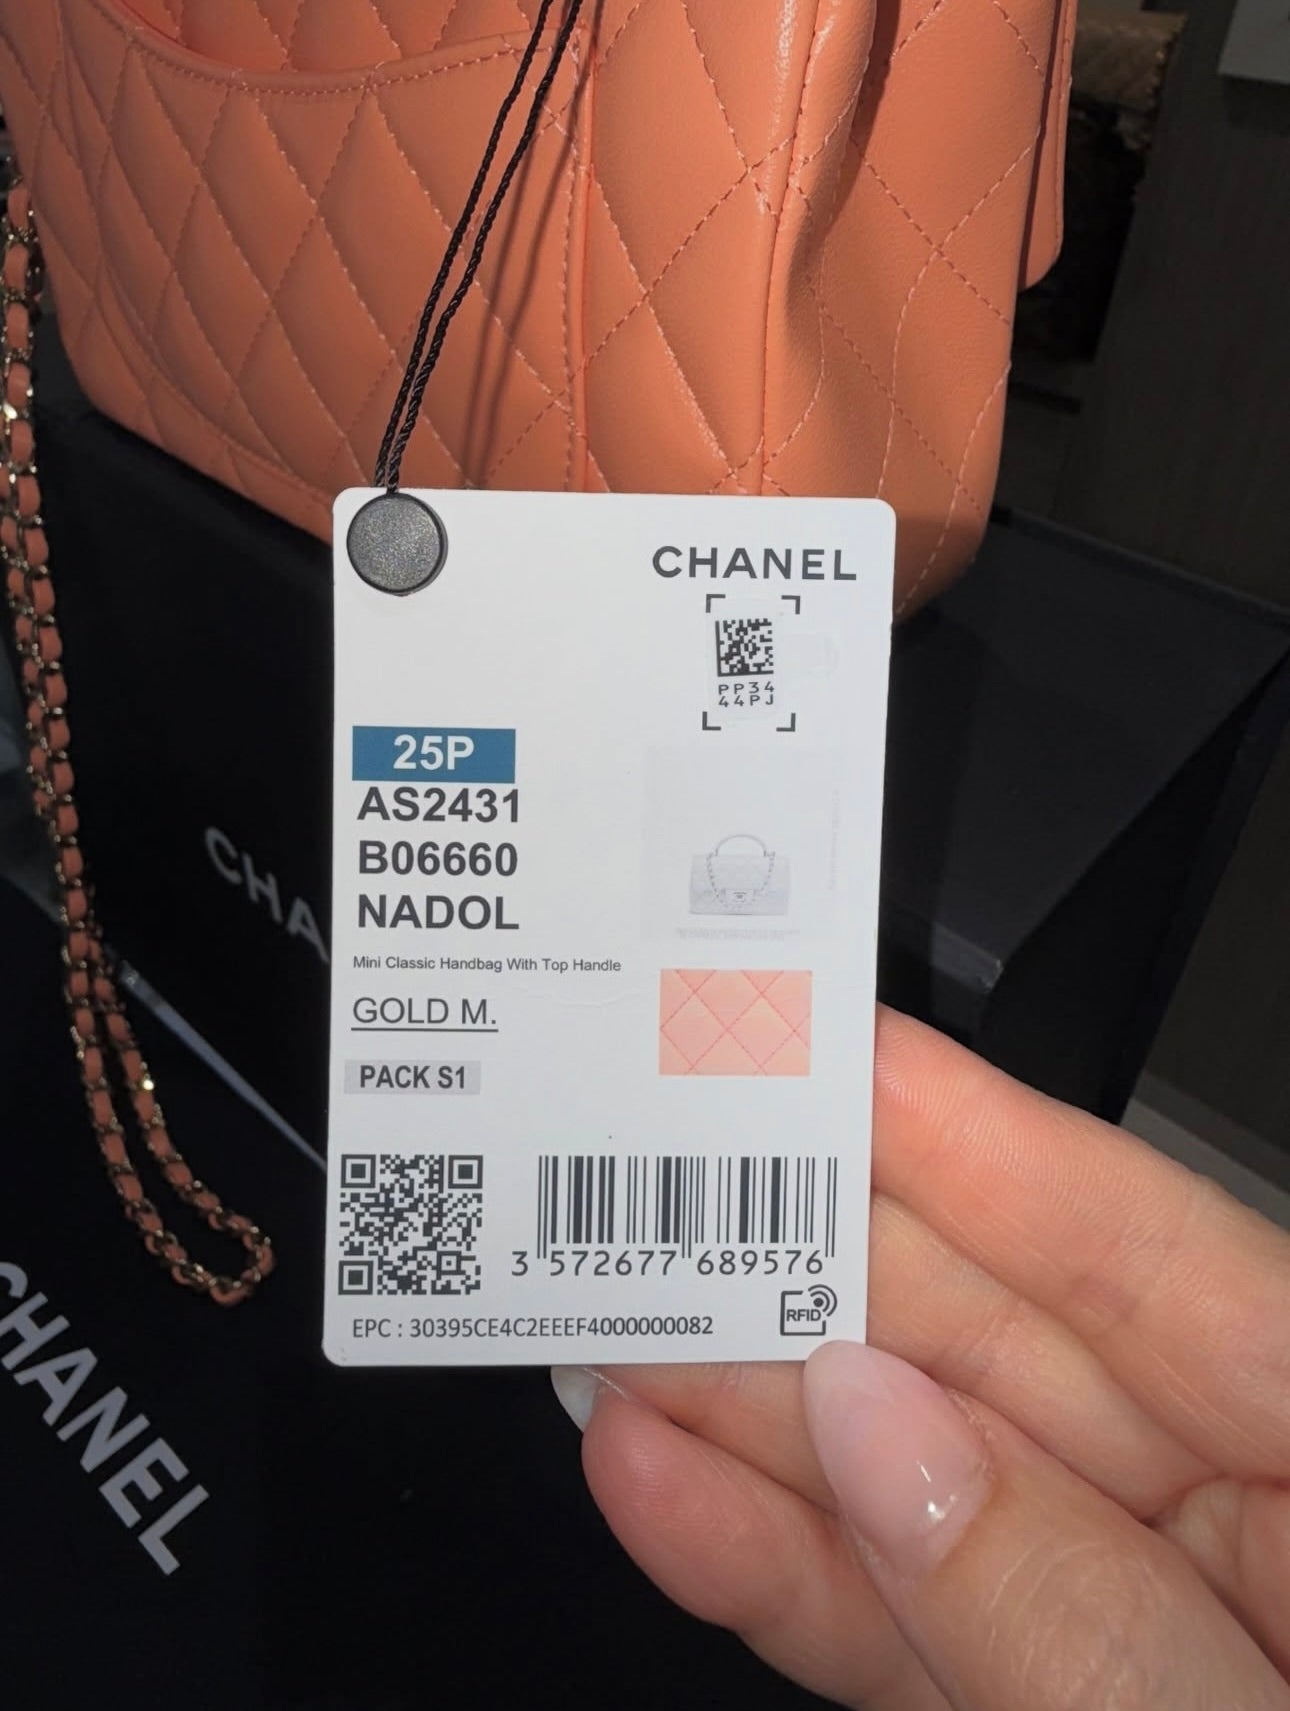 CHANEL
PP34
44PJ
25P
AS2431
B06660
NADOL
Mini Classic Handbag With Top Handle
GOLD M.
PACK S1
3 572677 689576
RFID
EPC : 30395CE4C2EEEF4000000082
CHA
CHANEL